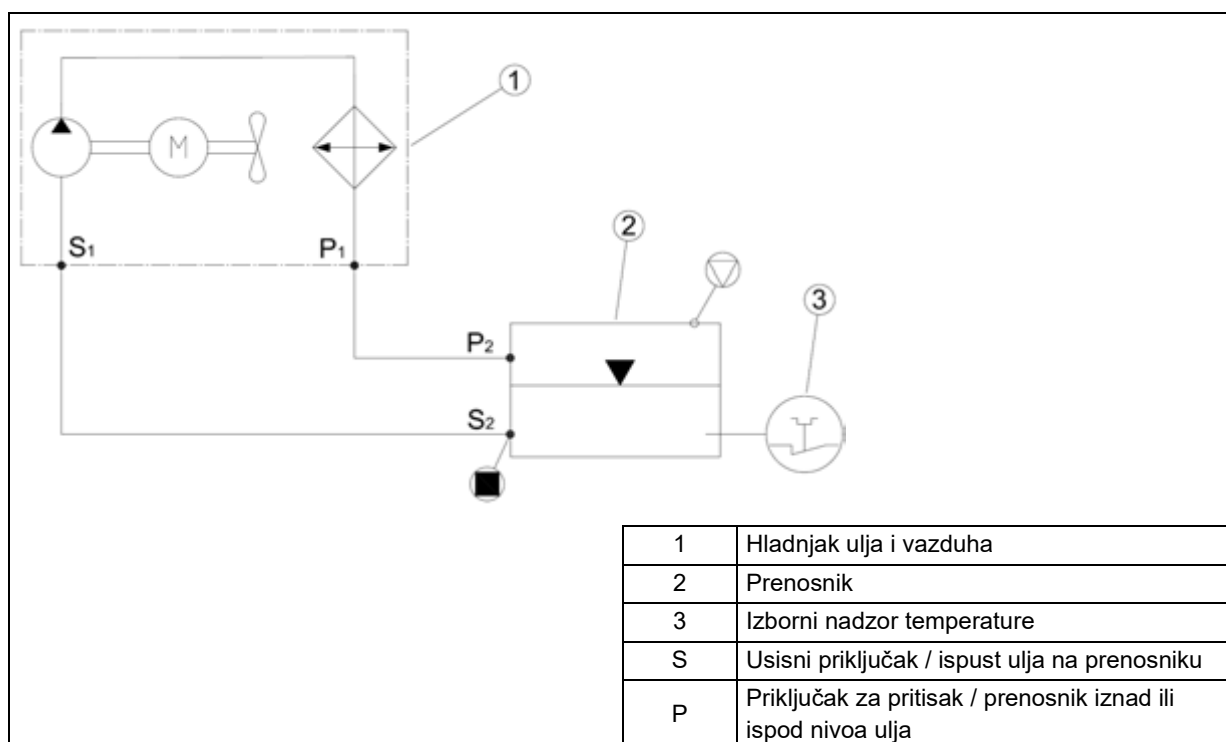 1
M
S1
P1
2
3
P2
S2
1 Hladnjak ulja i vazduha
2 Prenosnik
3 Izborni nadzor temperature
S Usisni priključak / ispust ulja na prenosniku
P Priključak za pritisak / prenosnik iznad ili
ispod nivoa ulja